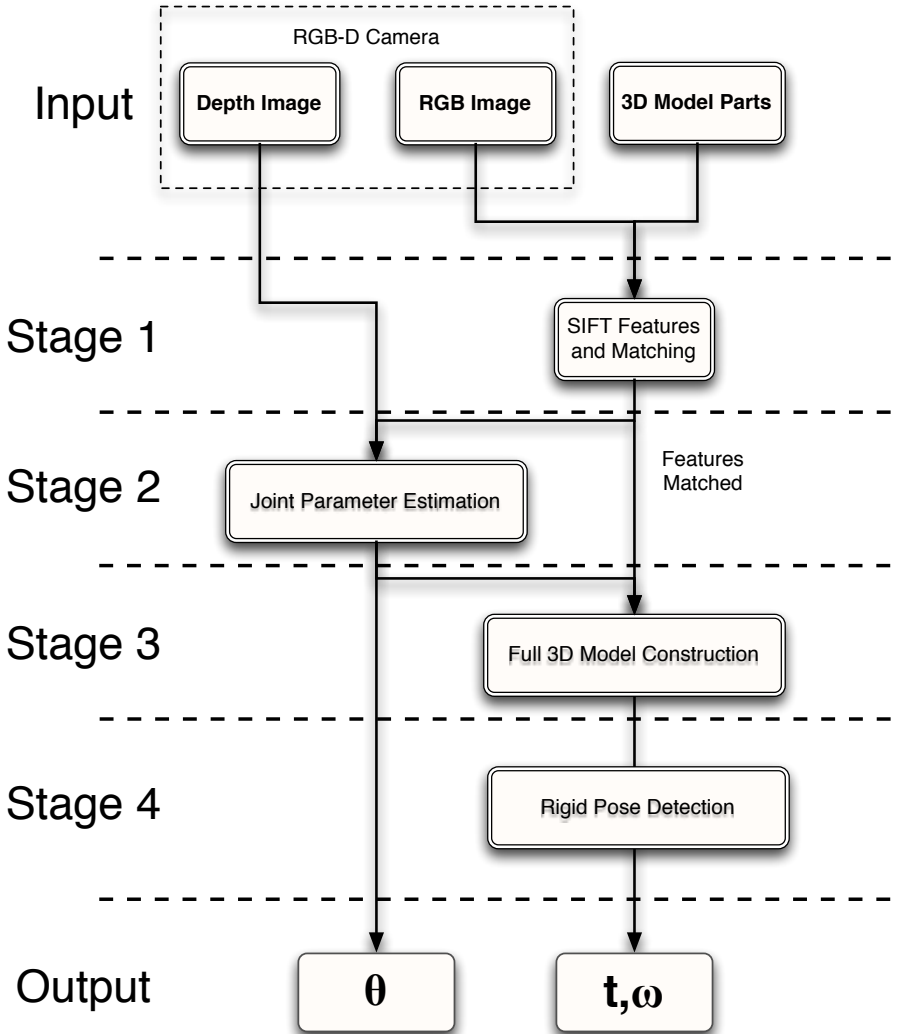 RGB-D Camera
Input
Depth Image
RGB Image
3D Model Parts
Stage 1
SIFT Features
and Matching
Stage 2
Joint Parameter Estimation
Features
Matched
Stage 3
Full 3D Model Construction
Stage 4
Rigid Pose Detection
Output
θ
t,ω